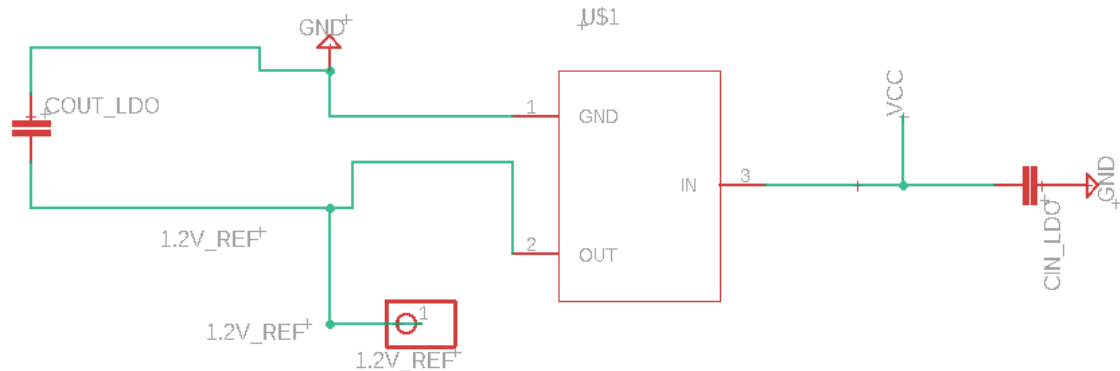 U$1
GND
COUT_LDO
VCC
1
GND
IN
3
GND
CIN_LDO
1.2V_REF
2
OUT
1
1.2V_REF
1.2V_REF